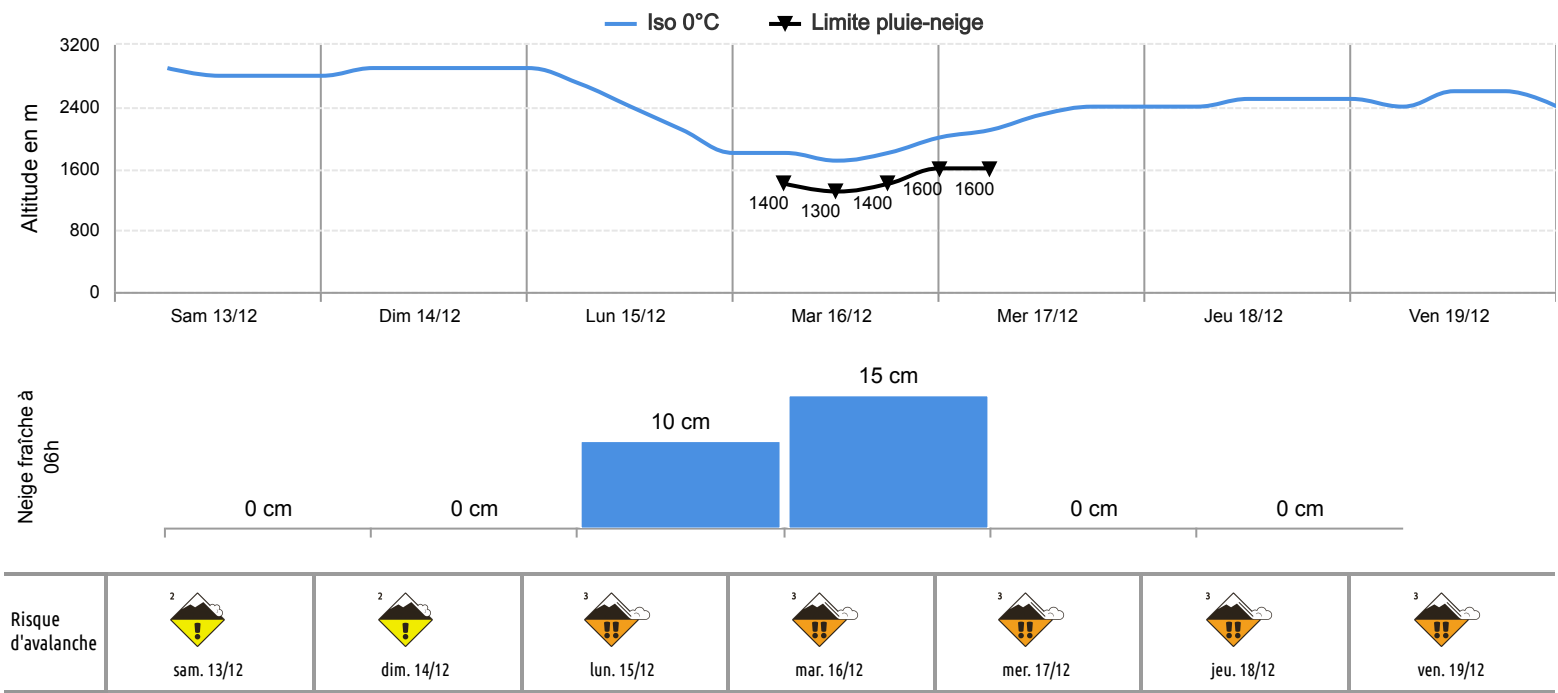 Iso 0°C Limite pluie-neige
3200
2400
1600
800
0
Altitude en m
1400 1300 1400 1600 1600
Sam 13/12 Dim 14/12 Lun 15/12 Mar 16/12 Mer 17/12 Jeu 18/12 Ven 19/12
Neige fraîche à
06h
0 cm 0 cm 10 cm 15 cm 0 cm 0 cm
Risque
d'avalanche
2 2 3 3 3 3 3
! ! !! !! !! !! !!
sam. 13/12 dim. 14/12 lun. 15/12 mar. 16/12 mer. 17/12 jeu. 18/12 ven. 19/12